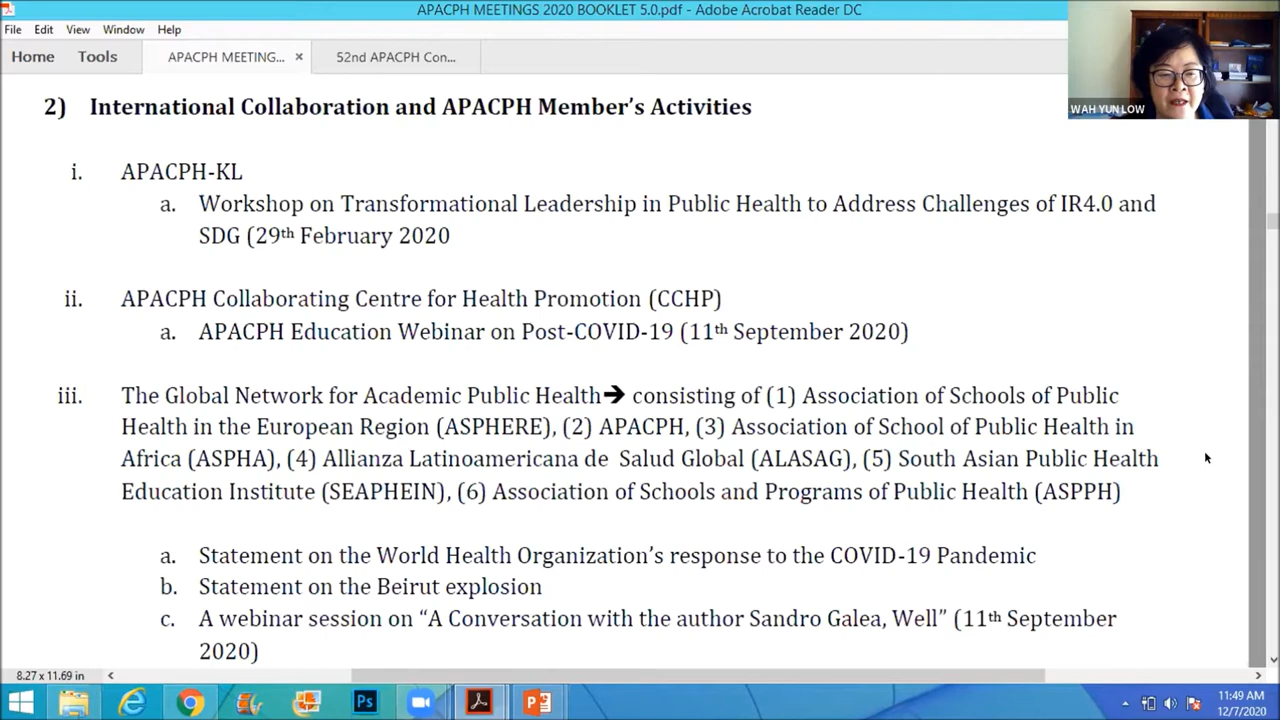 APACPH MEETINGS 2020 BOOKLET 5.0.pdf - Adobe Acrobat Reader DC
File Edit View Window Help
Home Tools APACPH MEETING... × 52nd APACPH Con...
WAH YUN LOW
2) International Collaboration and APACPH Member’s Activities
i. APACPH-KL
a. Workshop on Transformational Leadership in Public Health to Address Challenges of IR4.0 and
SDG (29th February 2020
ii. APACPH Collaborating Centre for Health Promotion (CCHP)
a. APACPH Education Webinar on Post-COVID-19 (11th September 2020)
iii. The Global Network for Academic Public Health➔ consisting of (1) Association of Schools of Public
Health in the European Region (ASPHERE), (2) APACPH, (3) Association of School of Public Health in
Africa (ASPHA), (4) Allianza Latinoamericana de Salud Global (ALASAG), (5) South Asian Public Health
Education Institute (SEAPHEIN), (6) Association of Schools and Programs of Public Health (ASPPH)
a. Statement on the World Health Organization’s response to the COVID-19 Pandemic
b. Statement on the Beirut explosion
c. A webinar session on “A Conversation with the author Sandro Galea, Well” (11th September
2020)
8.27 x 11.69 in
Ps
11:49 AM
12/7/2020